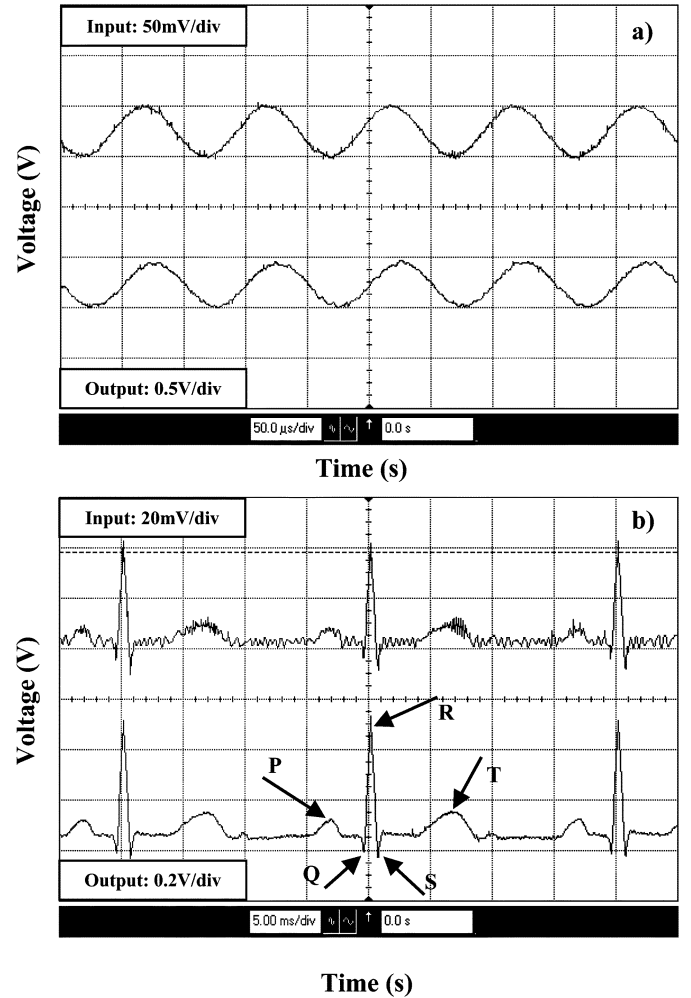 Input: 50mV/div
a)
Voltage (V)
Output: 0.5V/div
50.0 µs/div
0.0 s
Time (s)
Input: 20mV/div
b)
Voltage (V)
R
P
T
Q
S
Output: 0.2V/div
5.00 ms/div
0.0 s
Time (s)